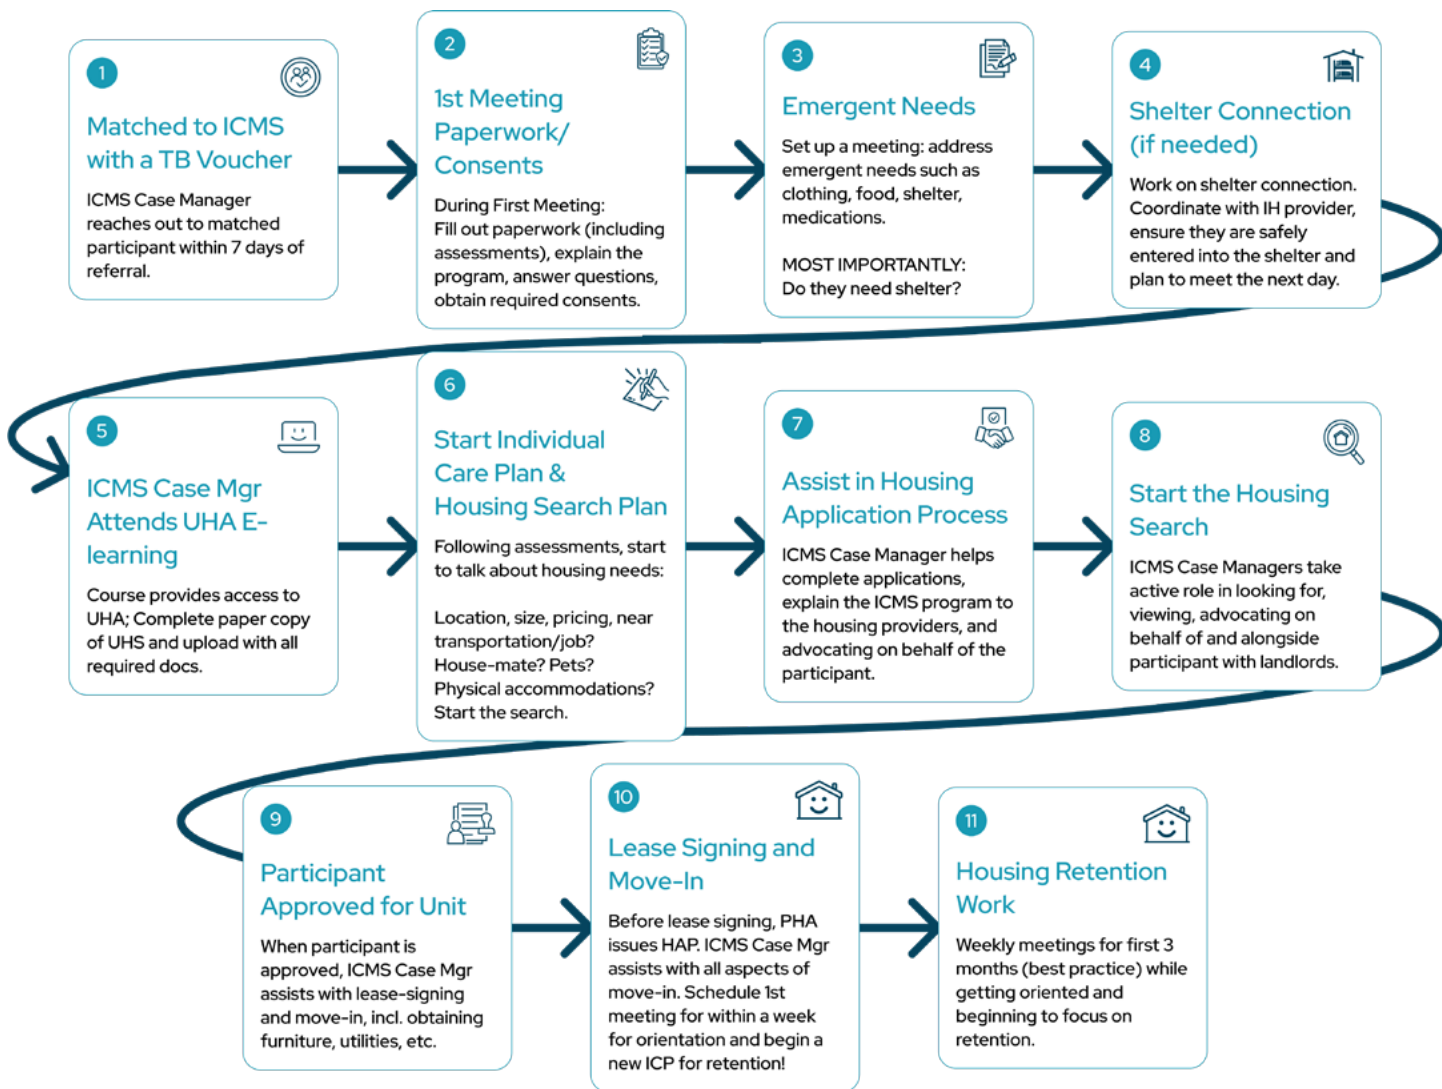 1
Matched to ICMS
with a TB Voucher
ICMS Case Manager
reaches out to matched
participant within 7 days of
referral.
2
1st Meeting
Paperwork/
Consents
During First Meeting:
Fill out paperwork (including
assessments), explain the
program, answer questions,
obtain required consents.
3
Emergent Needs
Set up a meeting: address
emergent needs such as
clothing, food, shelter,
medications.
MOST IMPORTANTLY:
Do they need shelter?
4
Shelter Connection
(if needed)
Work on shelter connection.
Coordinate with IH provider,
ensure they are safely
entered into the shelter and
plan to meet the next day.
5
ICMS Case Mgr
Attends UHA E-
learning
Course provides access to
UHA; Complete paper copy
of UHS and upload with all
required docs.
6
Start Individual
Care Plan &
Housing Search Plan
Following assessments, start
to talk about housing needs:
Location, size, pricing, near
transportation/job?
House-mate? Pets?
Physical accommodations?
Start the search.
7
Assist in Housing
Application Process
ICMS Case Manager helps
complete applications,
explain the ICMS program to
the housing providers, and
advocating on behalf of the
participant.
8
Start the Housing
Search
ICMS Case Managers take
active role in looking for,
viewing, advocating on
behalf of and alongside
participant with landlords.
9
Participant
Approved for Unit
When participant is
approved, ICMS Case Mgr
assists with lease-signing
and move-in, incl. obtaining
furniture, utilities, etc.
10
Lease Signing and
Move-In
Before lease signing, PHA
issues HAP. ICMS Case Mgr
assists with all aspects of
move-in. Schedule 1st
meeting for within a week
for orientation and begin a
new ICP for retention!
11
Housing Retention
Work
Weekly meetings for first 3
months (best practice) while
getting oriented and
beginning to focus on
retention.